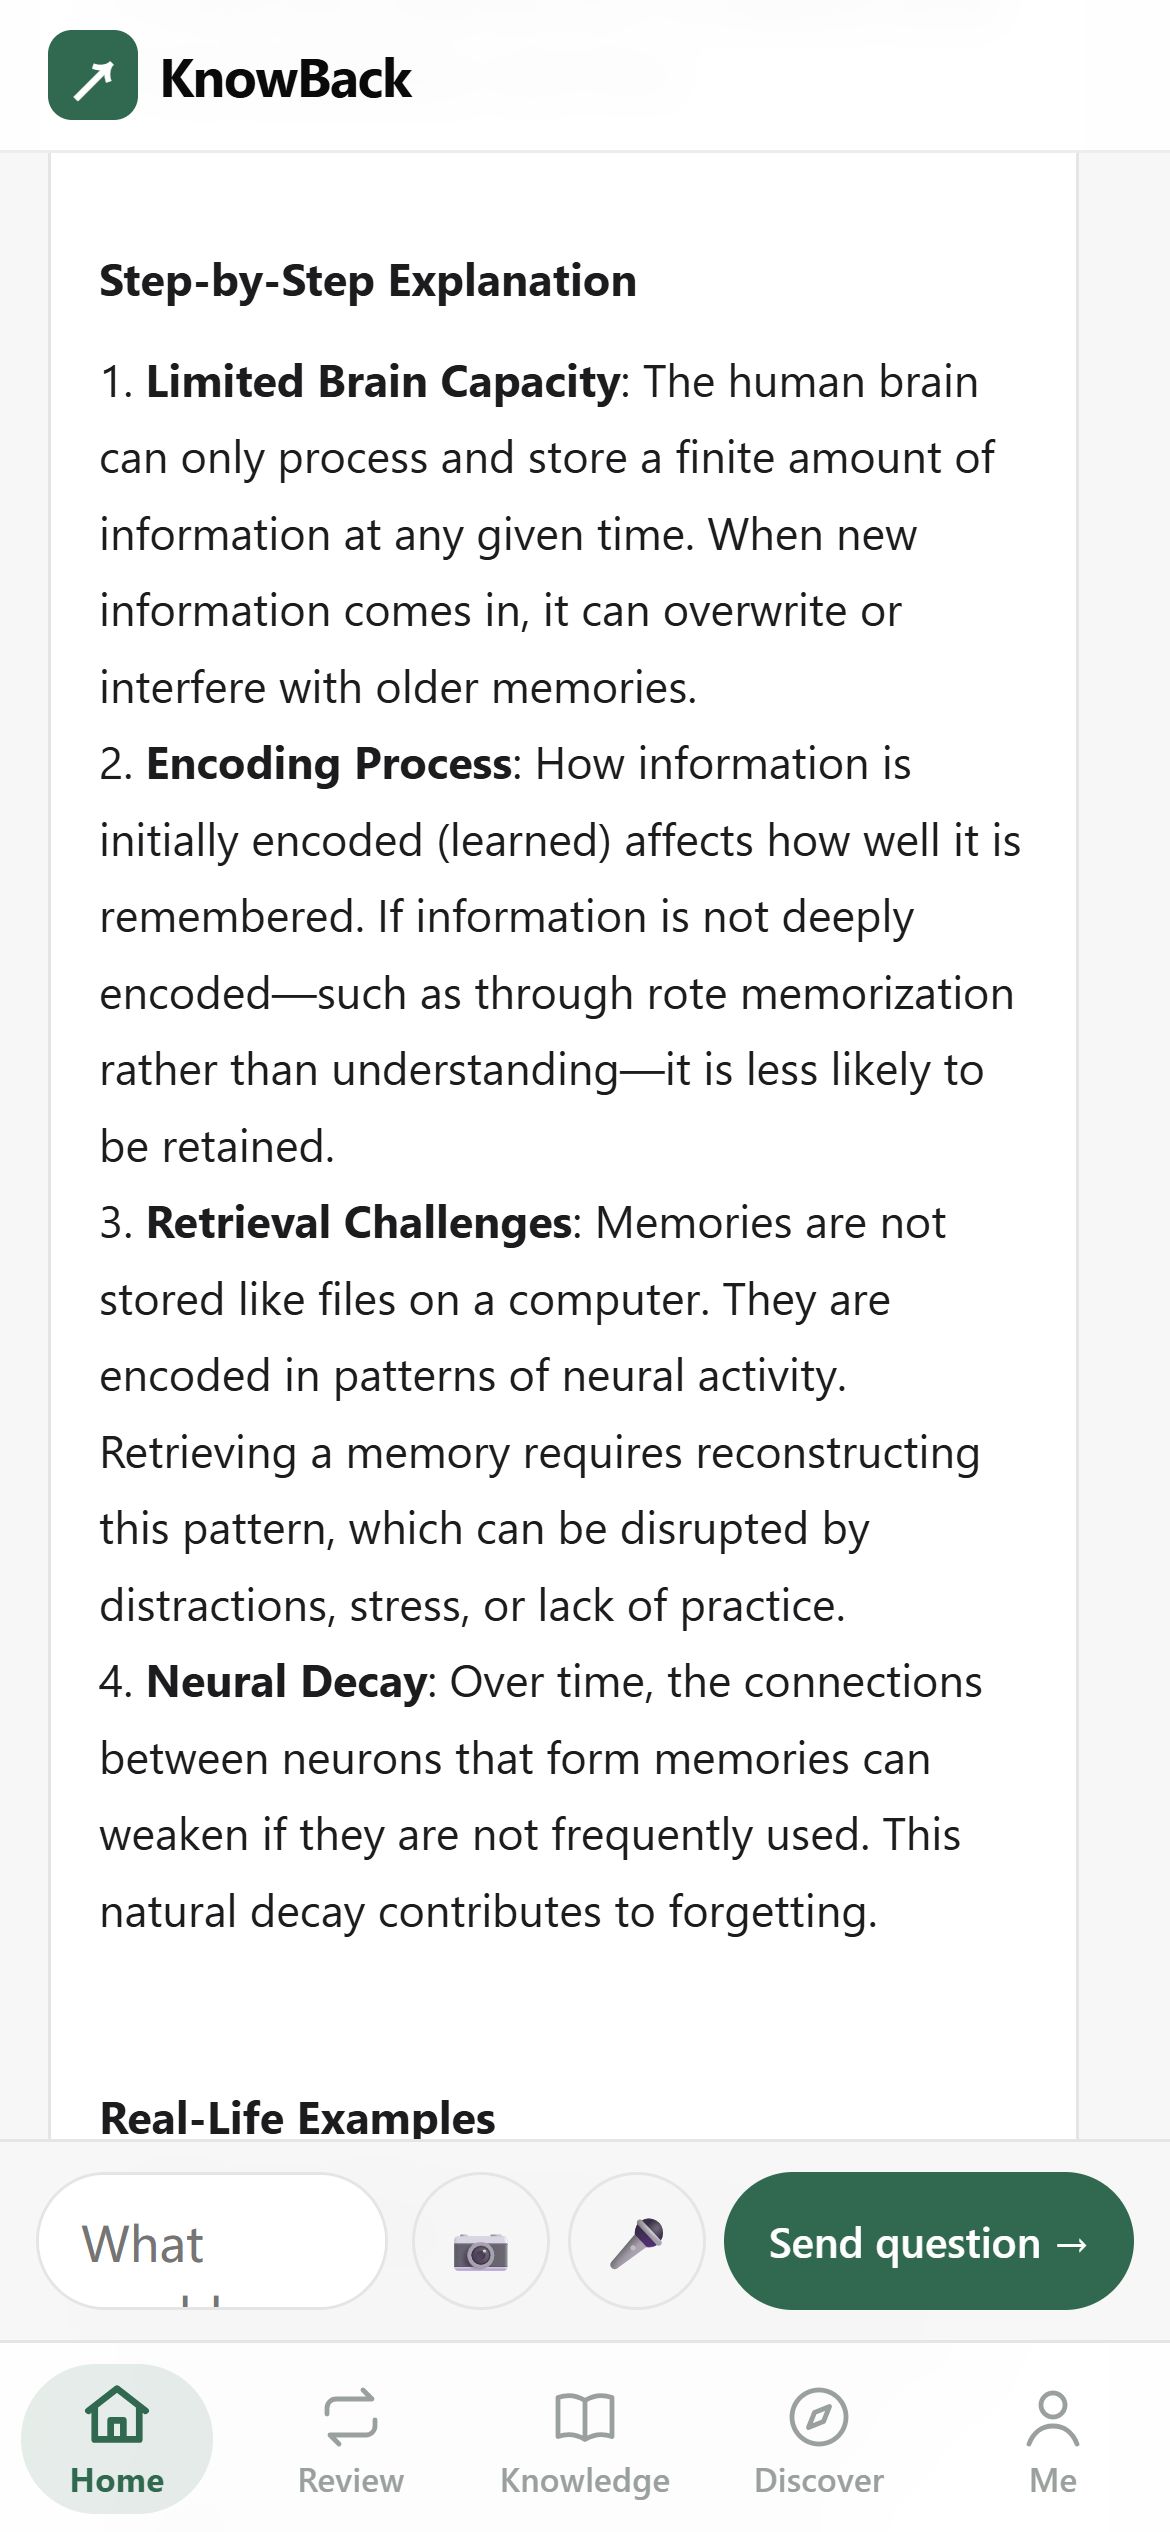 KnowBack
Step-by-Step Explanation
1. Limited Brain Capacity: The human brain
can only process and store a finite amount of
information at any given time. When new
information comes in, it can overwrite or
interfere with older memories.
2. Encoding Process: How information is
initially encoded (learned) affects how well it is
remembered. If information is not deeply
encoded—such as through rote memorization
rather than understanding—it is less likely to
be retained.
3. Retrieval Challenges: Memories are not
stored like files on a computer. They are
encoded in patterns of neural activity.
Retrieving a memory requires reconstructing
this pattern, which can be disrupted by
distractions, stress, or lack of practice.
4. Neural Decay: Over time, the connections
between neurons that form memories can
weaken if they are not frequently used. This
natural decay contributes to forgetting.
Real-Life Examples
What
Send question →
Home
Review
Knowledge
Discover
Me